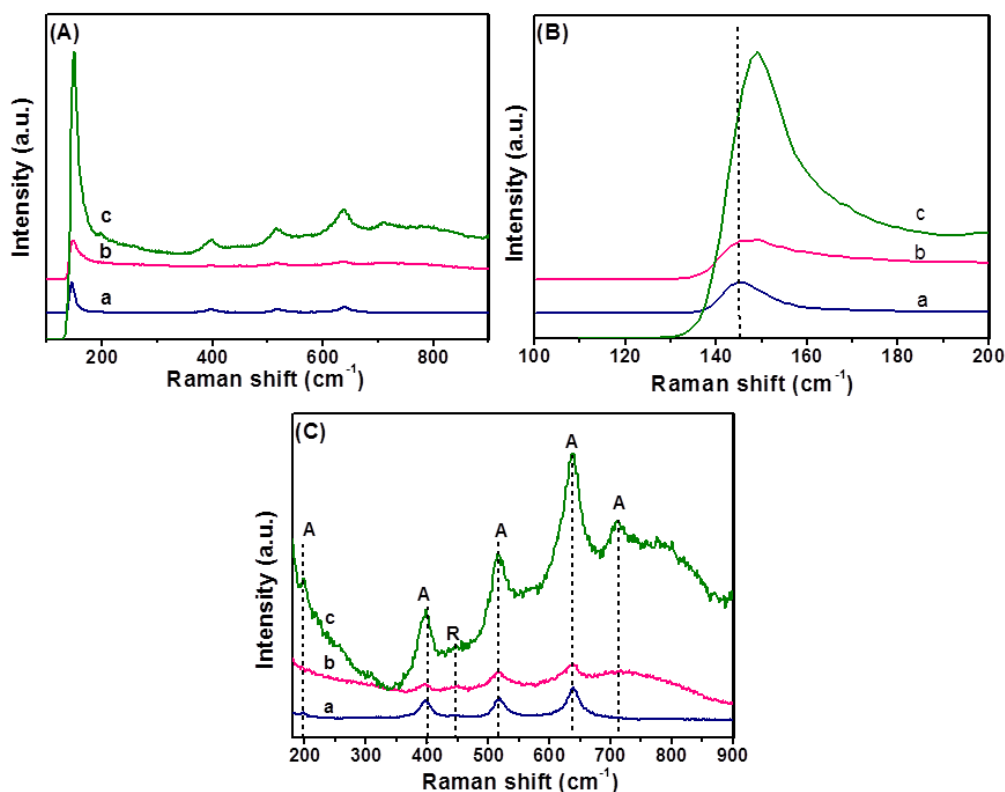 (A)
Intensity (a.u.)
c
b
a
200 400 600 800
Raman shift (cm⁻¹)
(B)
Intensity (a.u.)
c
b
a
100 120 140 160 180 200
Raman shift (cm⁻¹)
(C)
Intensity (a.u.)
A
A
R
A
A
A
c
b
a
200 300 400 500 600 700 800 900
Raman shift (cm⁻¹)